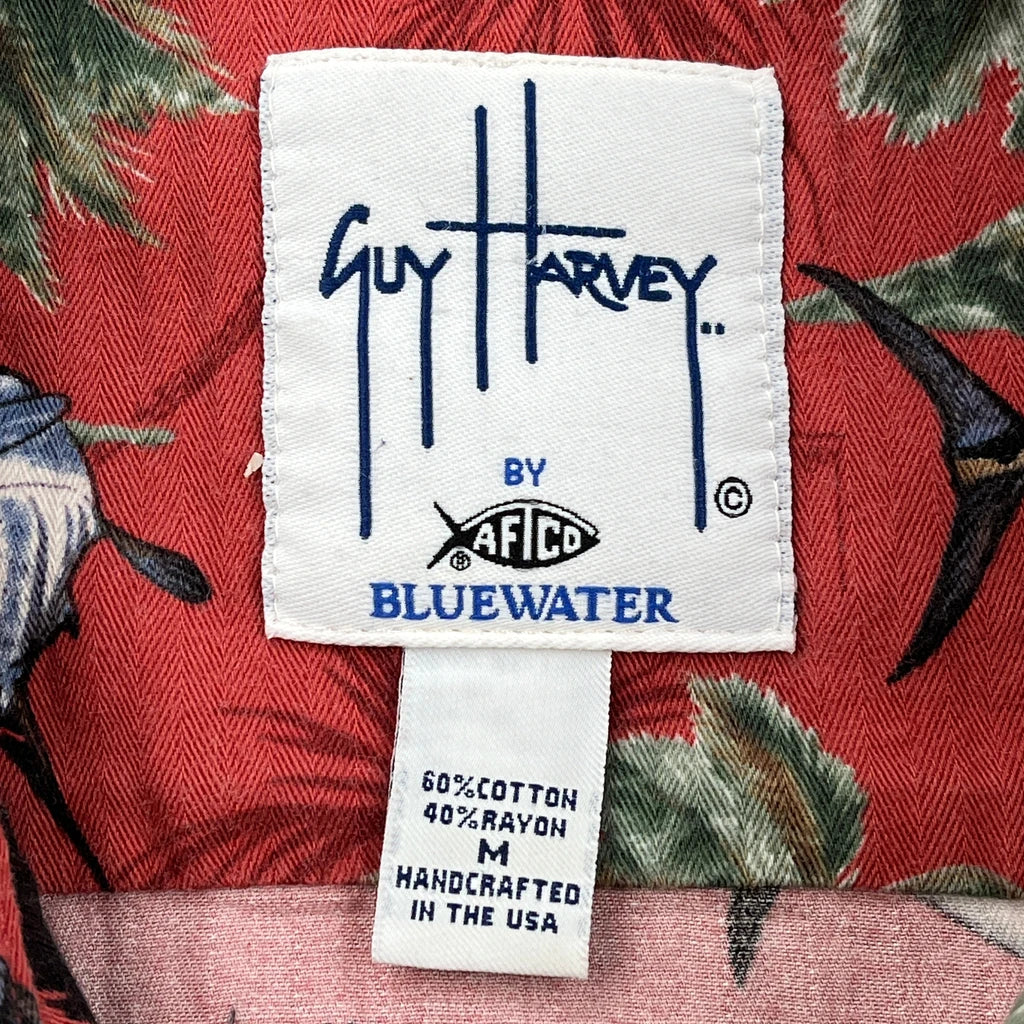 GUY HARVEY..
BY
©
AFTCO
®
BLUEWATER
60%COTTON
40%RAYON
M
HANDCRAFTED
IN THE USA